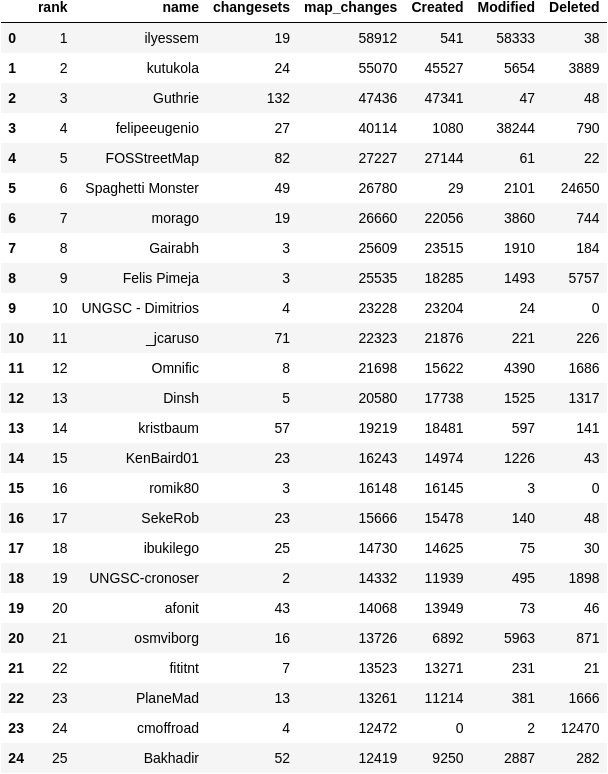 rank name changesets map_changes Created Modified Deleted
0 1 ilyessem 19 58912 541 58333 38
1 2 kutukola 24 55070 45527 5654 3889
2 3 Guthrie 132 47436 47341 47 48
3 4 felipeeugenio 27 40114 1080 38244 790
4 5 FOSStreetMap 82 27227 27144 61 22
5 6 Spaghetti Monster 49 26780 29 2101 24650
6 7 morago 19 26660 22056 3860 744
7 8 Gairabh 3 25609 23515 1910 184
8 9 Felis Pimeja 3 25535 18285 1493 5757
9 10 UNGSC - Dimitrios 4 23228 23204 24 0
10 11 _jcaruso 71 22323 21876 221 226
11 12 Omnific 8 21698 15622 4390 1686
12 13 Dinsh 5 20580 17738 1525 1317
13 14 kristbaum 57 19219 18481 597 141
14 15 KenBaird01 23 16243 14974 1226 43
15 16 romik80 3 16148 16145 3 0
16 17 SekeRob 23 15666 15478 140 48
17 18 ibukilego 25 14730 14625 75 30
18 19 UNGSC-cronoser 2 14332 11939 495 1898
19 20 afonit 43 14068 13949 73 46
20 21 osmviborg 16 13726 6892 5963 871
21 22 fititnt 7 13523 13271 231 21
22 23 PlaneMad 13 13261 11214 381 1666
23 24 cmoffroad 4 12472 0 2 12470
24 25 Bakhadir 52 12419 9250 2887 282